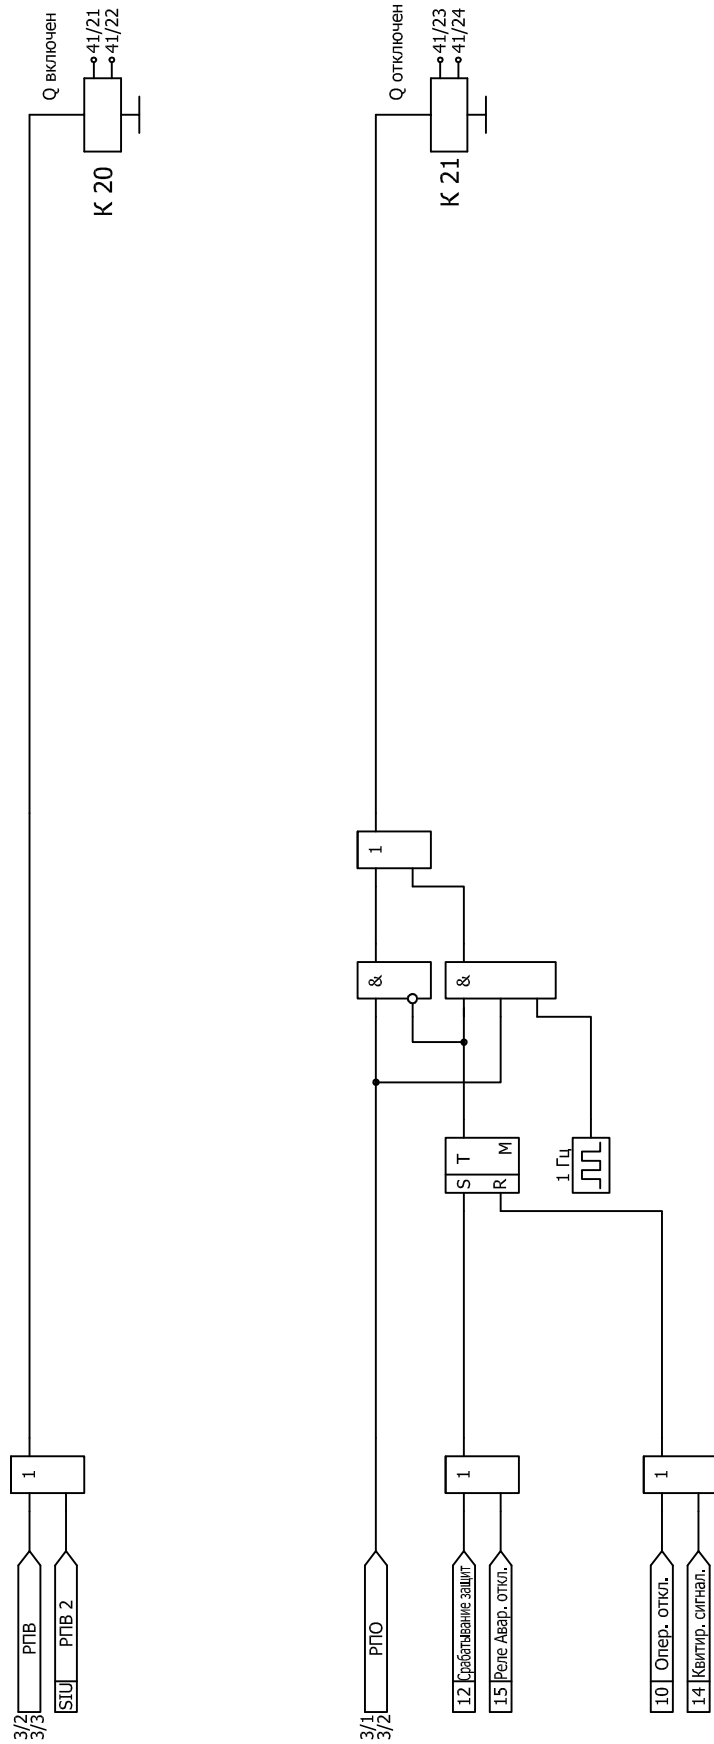 3/2
3/3
РПВ
SIU
РПВ 2
1
Q включен
41/21
41/22
К 20
3/1
3/2
РПО
12
Срабатывание защит
15
Реле Авар. откл.
1
S
T
R
M
1 Гц
&
&
1
Q отключен
41/23
41/24
К 21
10
Опер. откл.
14
Квитир. сигнал.
1